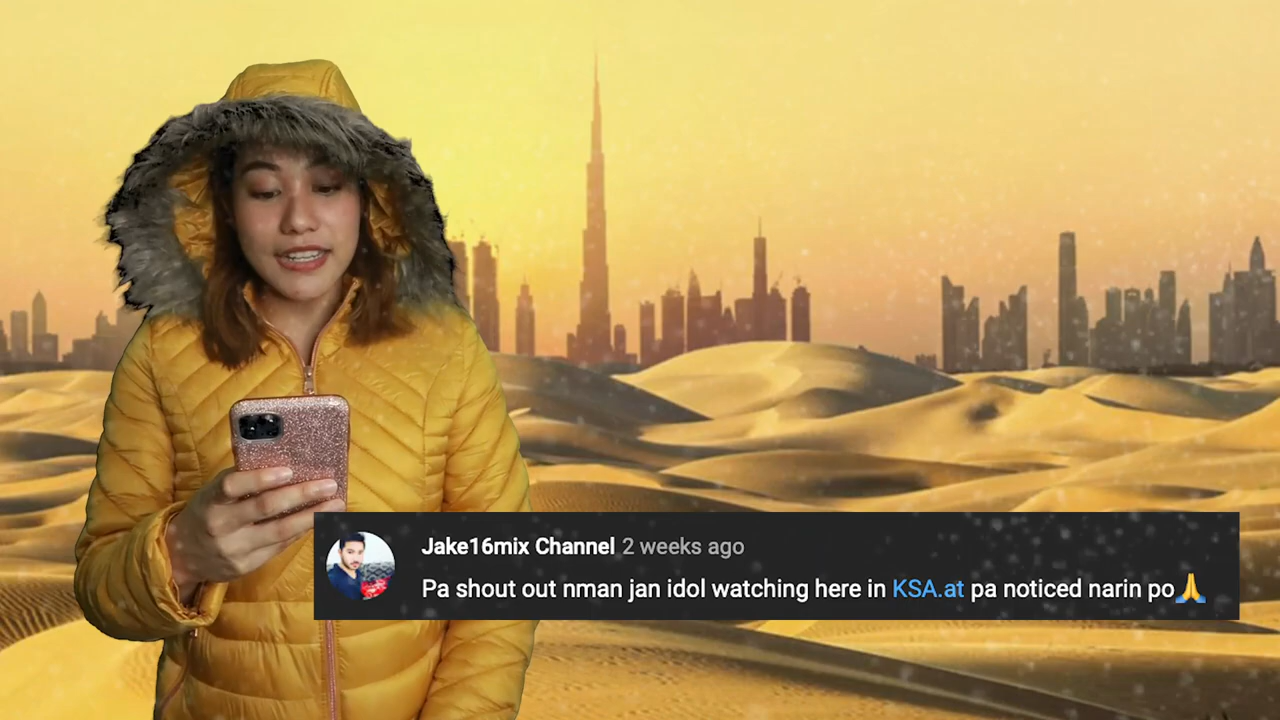 Jake16mix Channel 2 weeks ago
Pa shout out nman jan idol watching here in KSA.at pa noticed narin po🙏